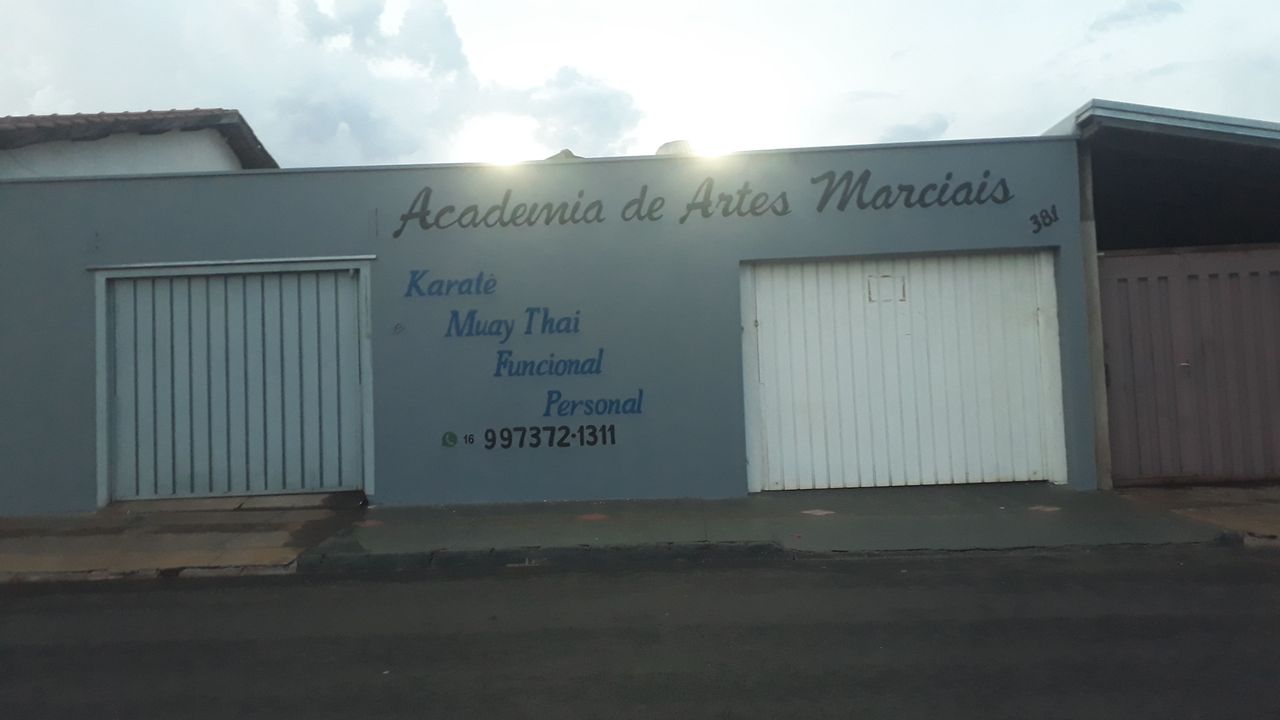 Academia de Artes Marciais
381
Karatê
Muay Thai
Funcional
Personal
16 997372-1311